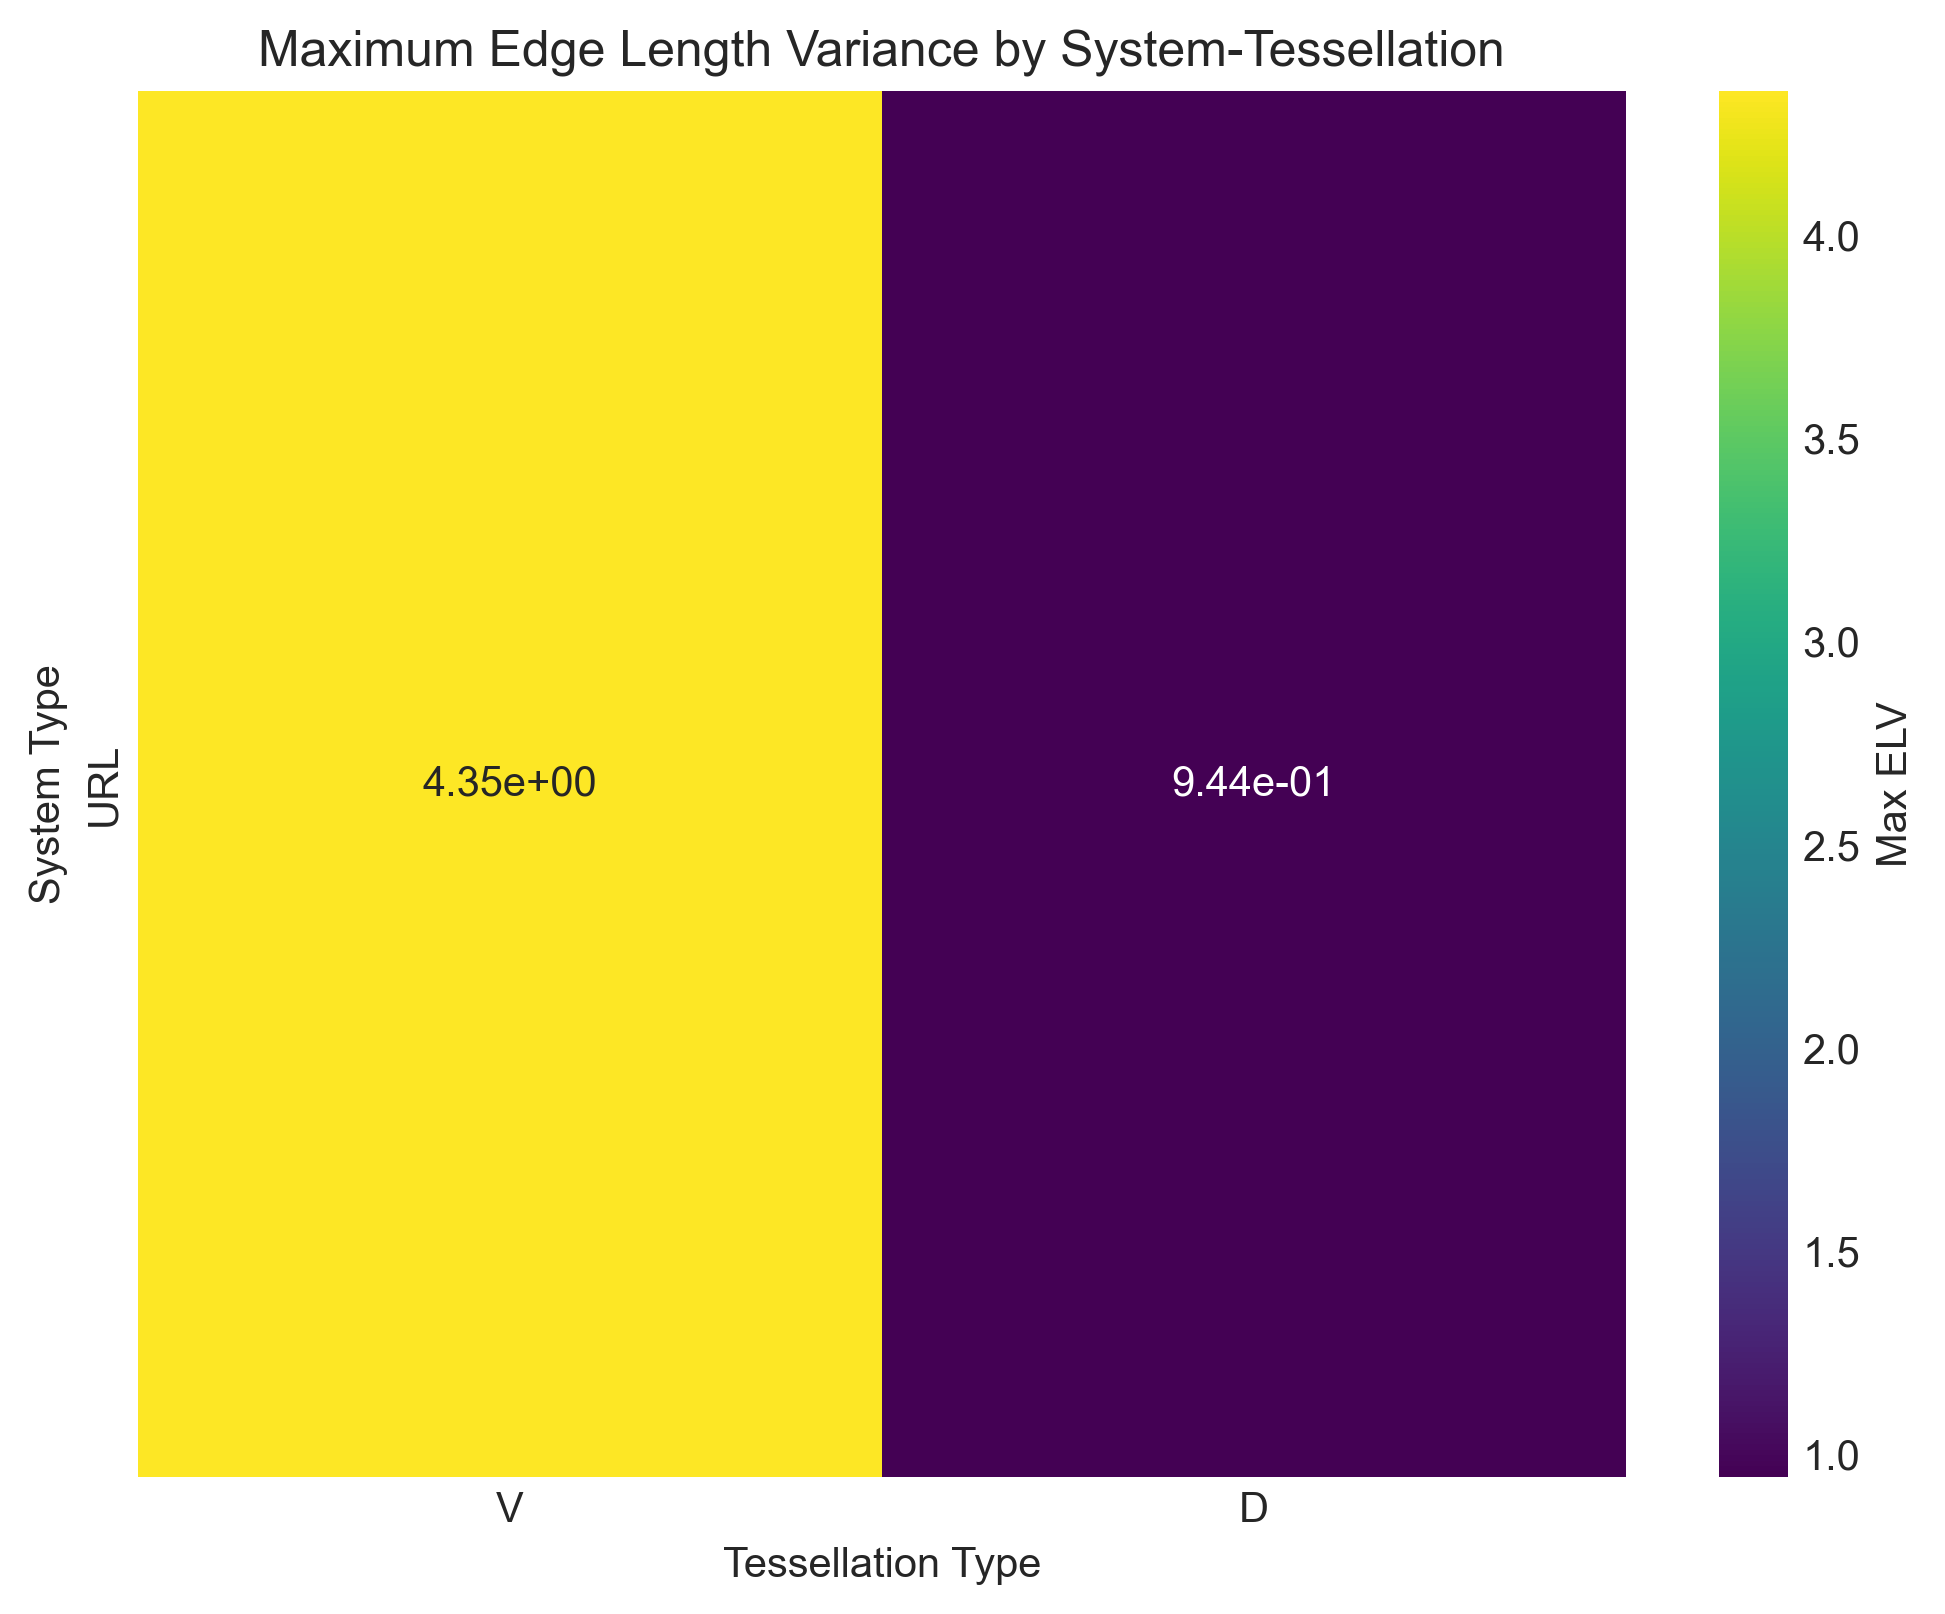 Maximum Edge Length Variance by System-Tessellation
System Type
URL
4.35e+00
9.44e-01
V
D
Tessellation Type
4.0
3.5
3.0
2.5
2.0
1.5
1.0
Max ELV